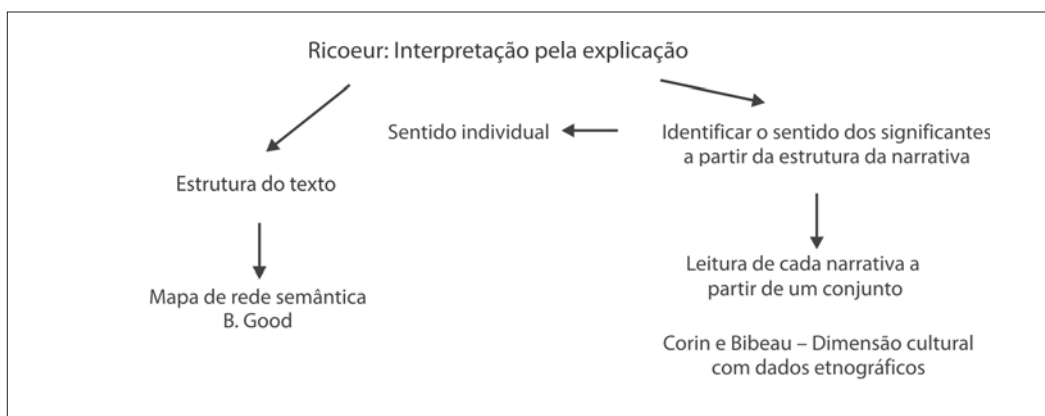 Ricoeur: Interpretação pela explicação
Sentido individual
Identificar o sentido dos significantes
a partir da estrutura da narrativa
Estrutura do texto
Leitura de cada narrativa a
partir de um conjunto
Mapa de rede semântica
B. Good
Corin e Bibeau – Dimensão cultural
com dados etnográficos